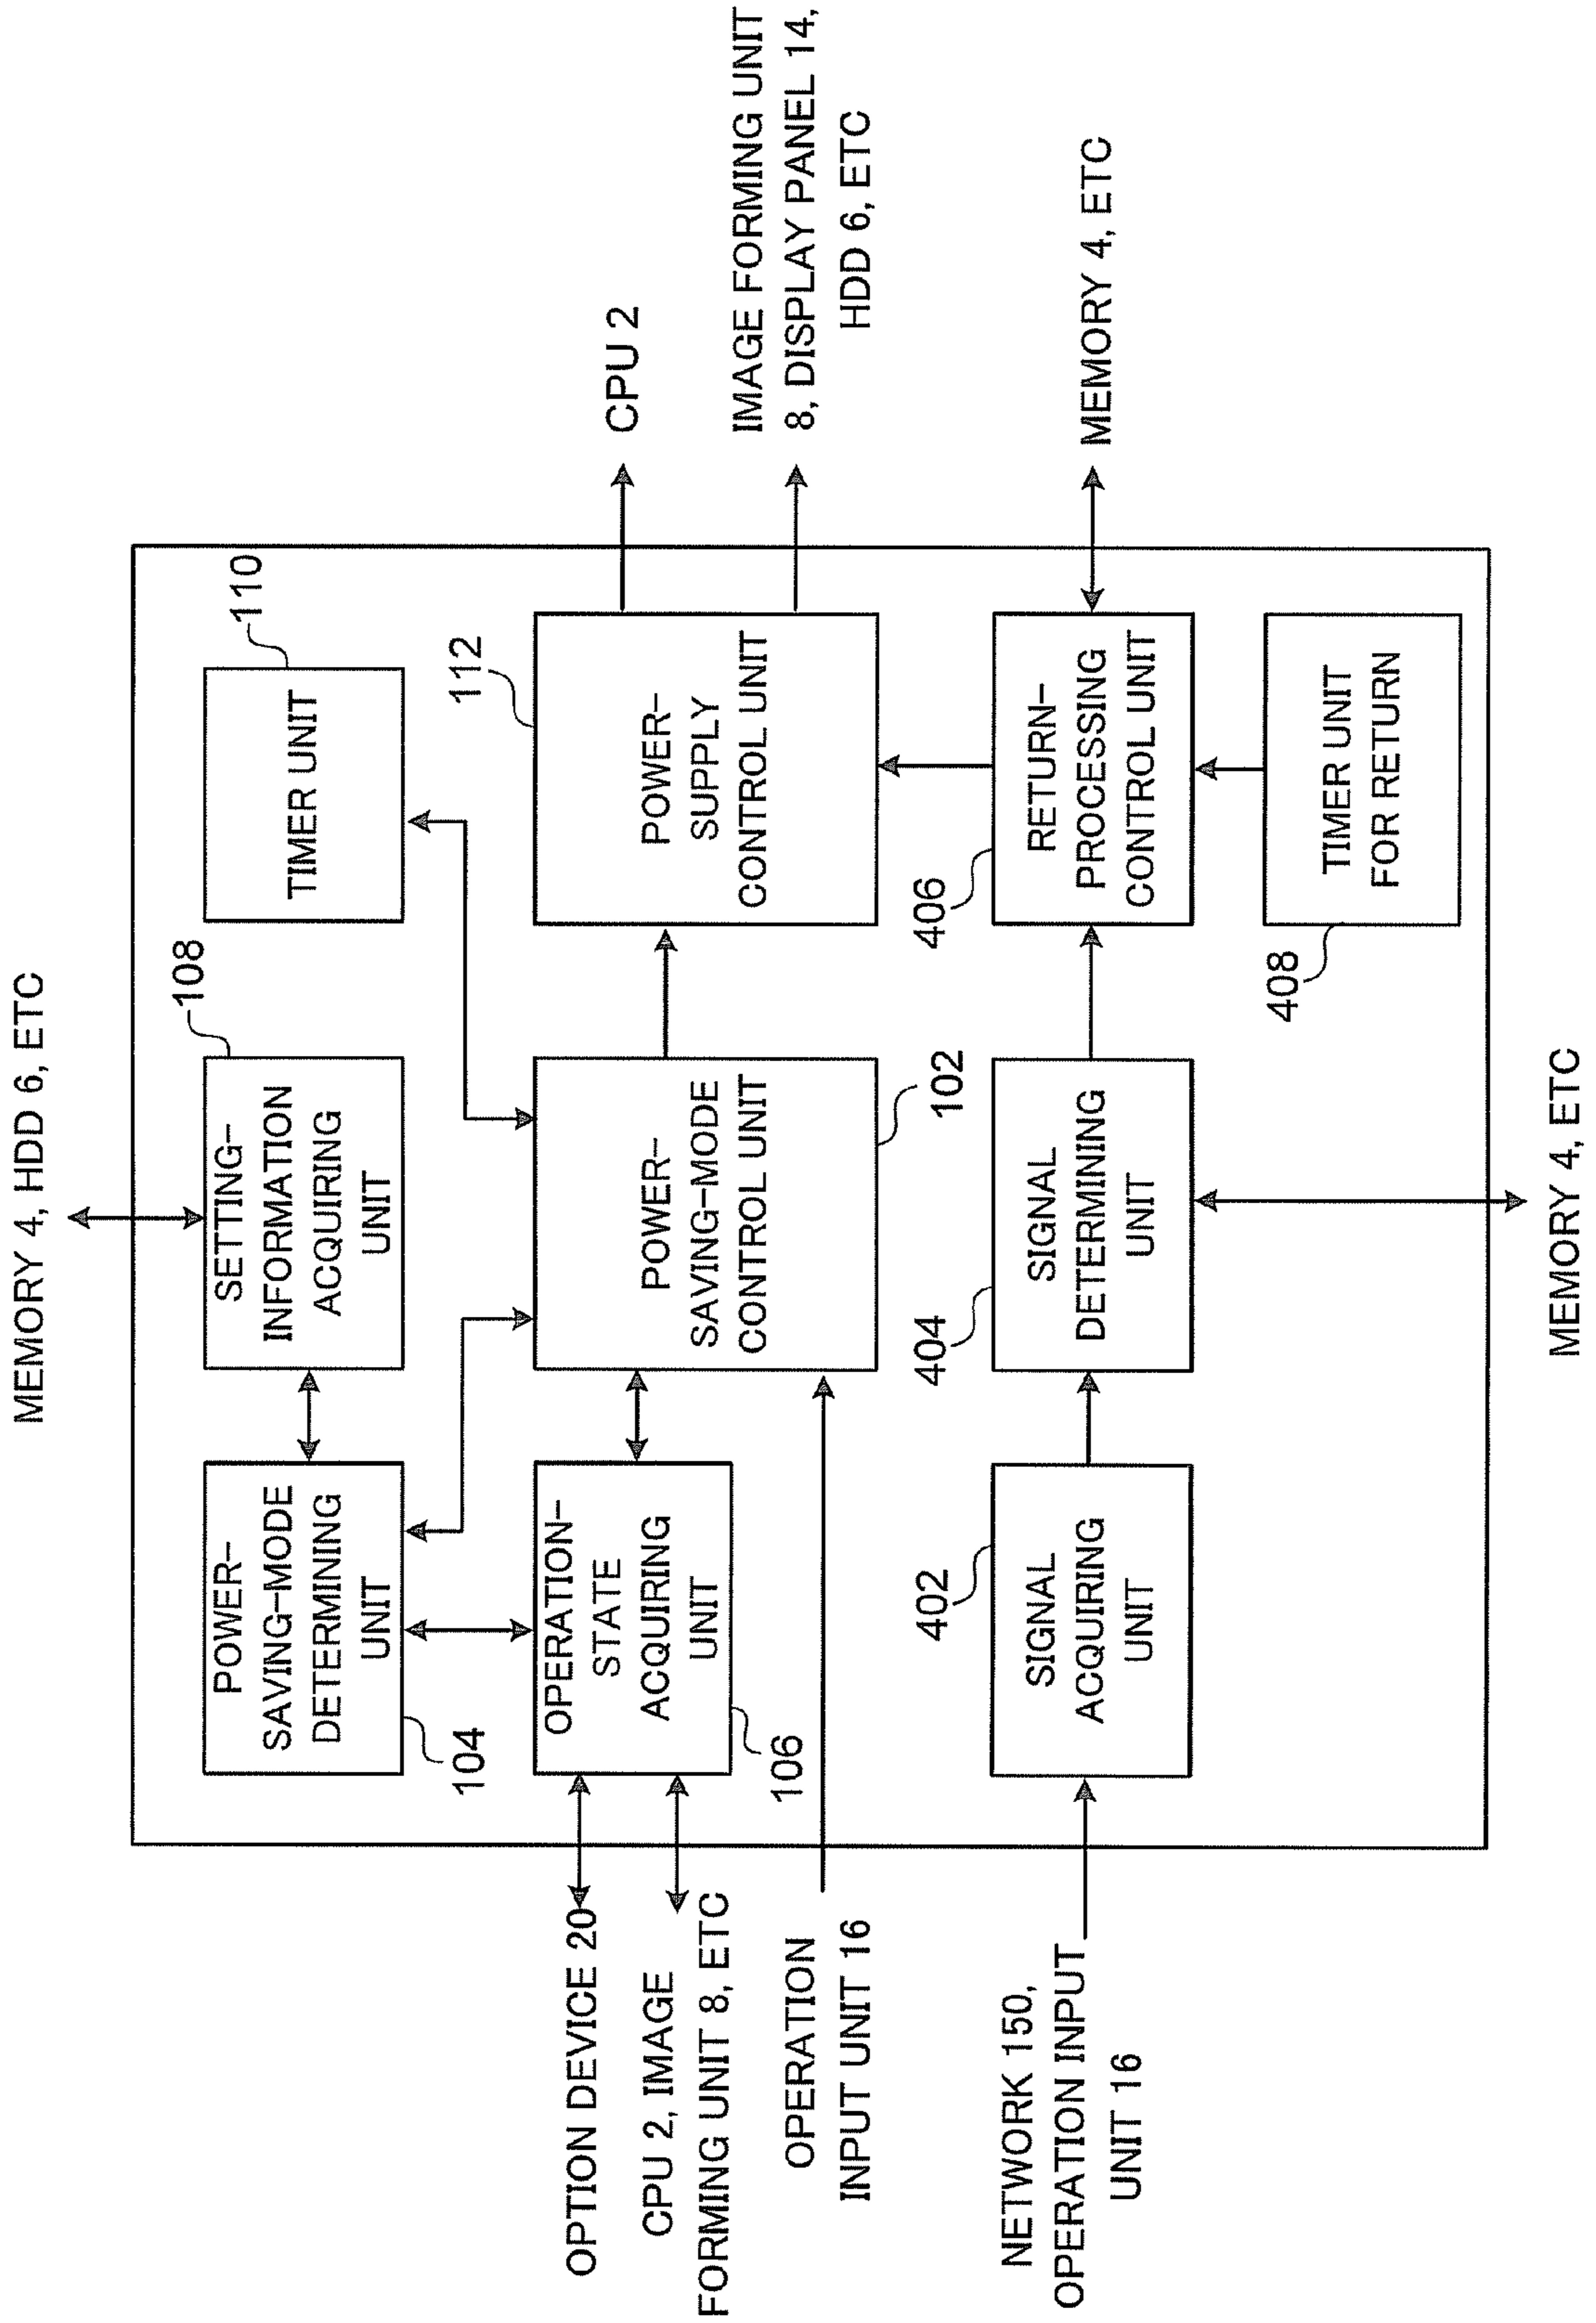 MEMORY 4, HDD 6, ETC
108
110
POWER-
SAVING-MODE
DETERMINING
UNIT
SETTING-
INFORMATION
ACQUIRING
UNIT
TIMER UNIT
104
112
OPTION DEVICE 20
CPU 2, IMAGE
FORMING UNIT 8, ETC
OPERATION-
STATE
ACQUIRING
UNIT
POWER-
SAVING-MODE
CONTROL UNIT
POWER-
SUPPLY
CONTROL UNIT
CPU 2
IMAGE FORMING UNIT
8, DISPLAY PANEL 14,
HDD 6, ETC
106
OPERATION
INPUT UNIT 16
102
402
404
406
NETWORK 150,
OPERATION INPUT
UNIT 16
SIGNAL
ACQUIRING
UNIT
SIGNAL
DETERMINING
UNIT
RETURN-
PROCESSING
CONTROL UNIT
MEMORY 4, ETC
408
TIMER UNIT
FOR RETURN
MEMORY 4, ETC